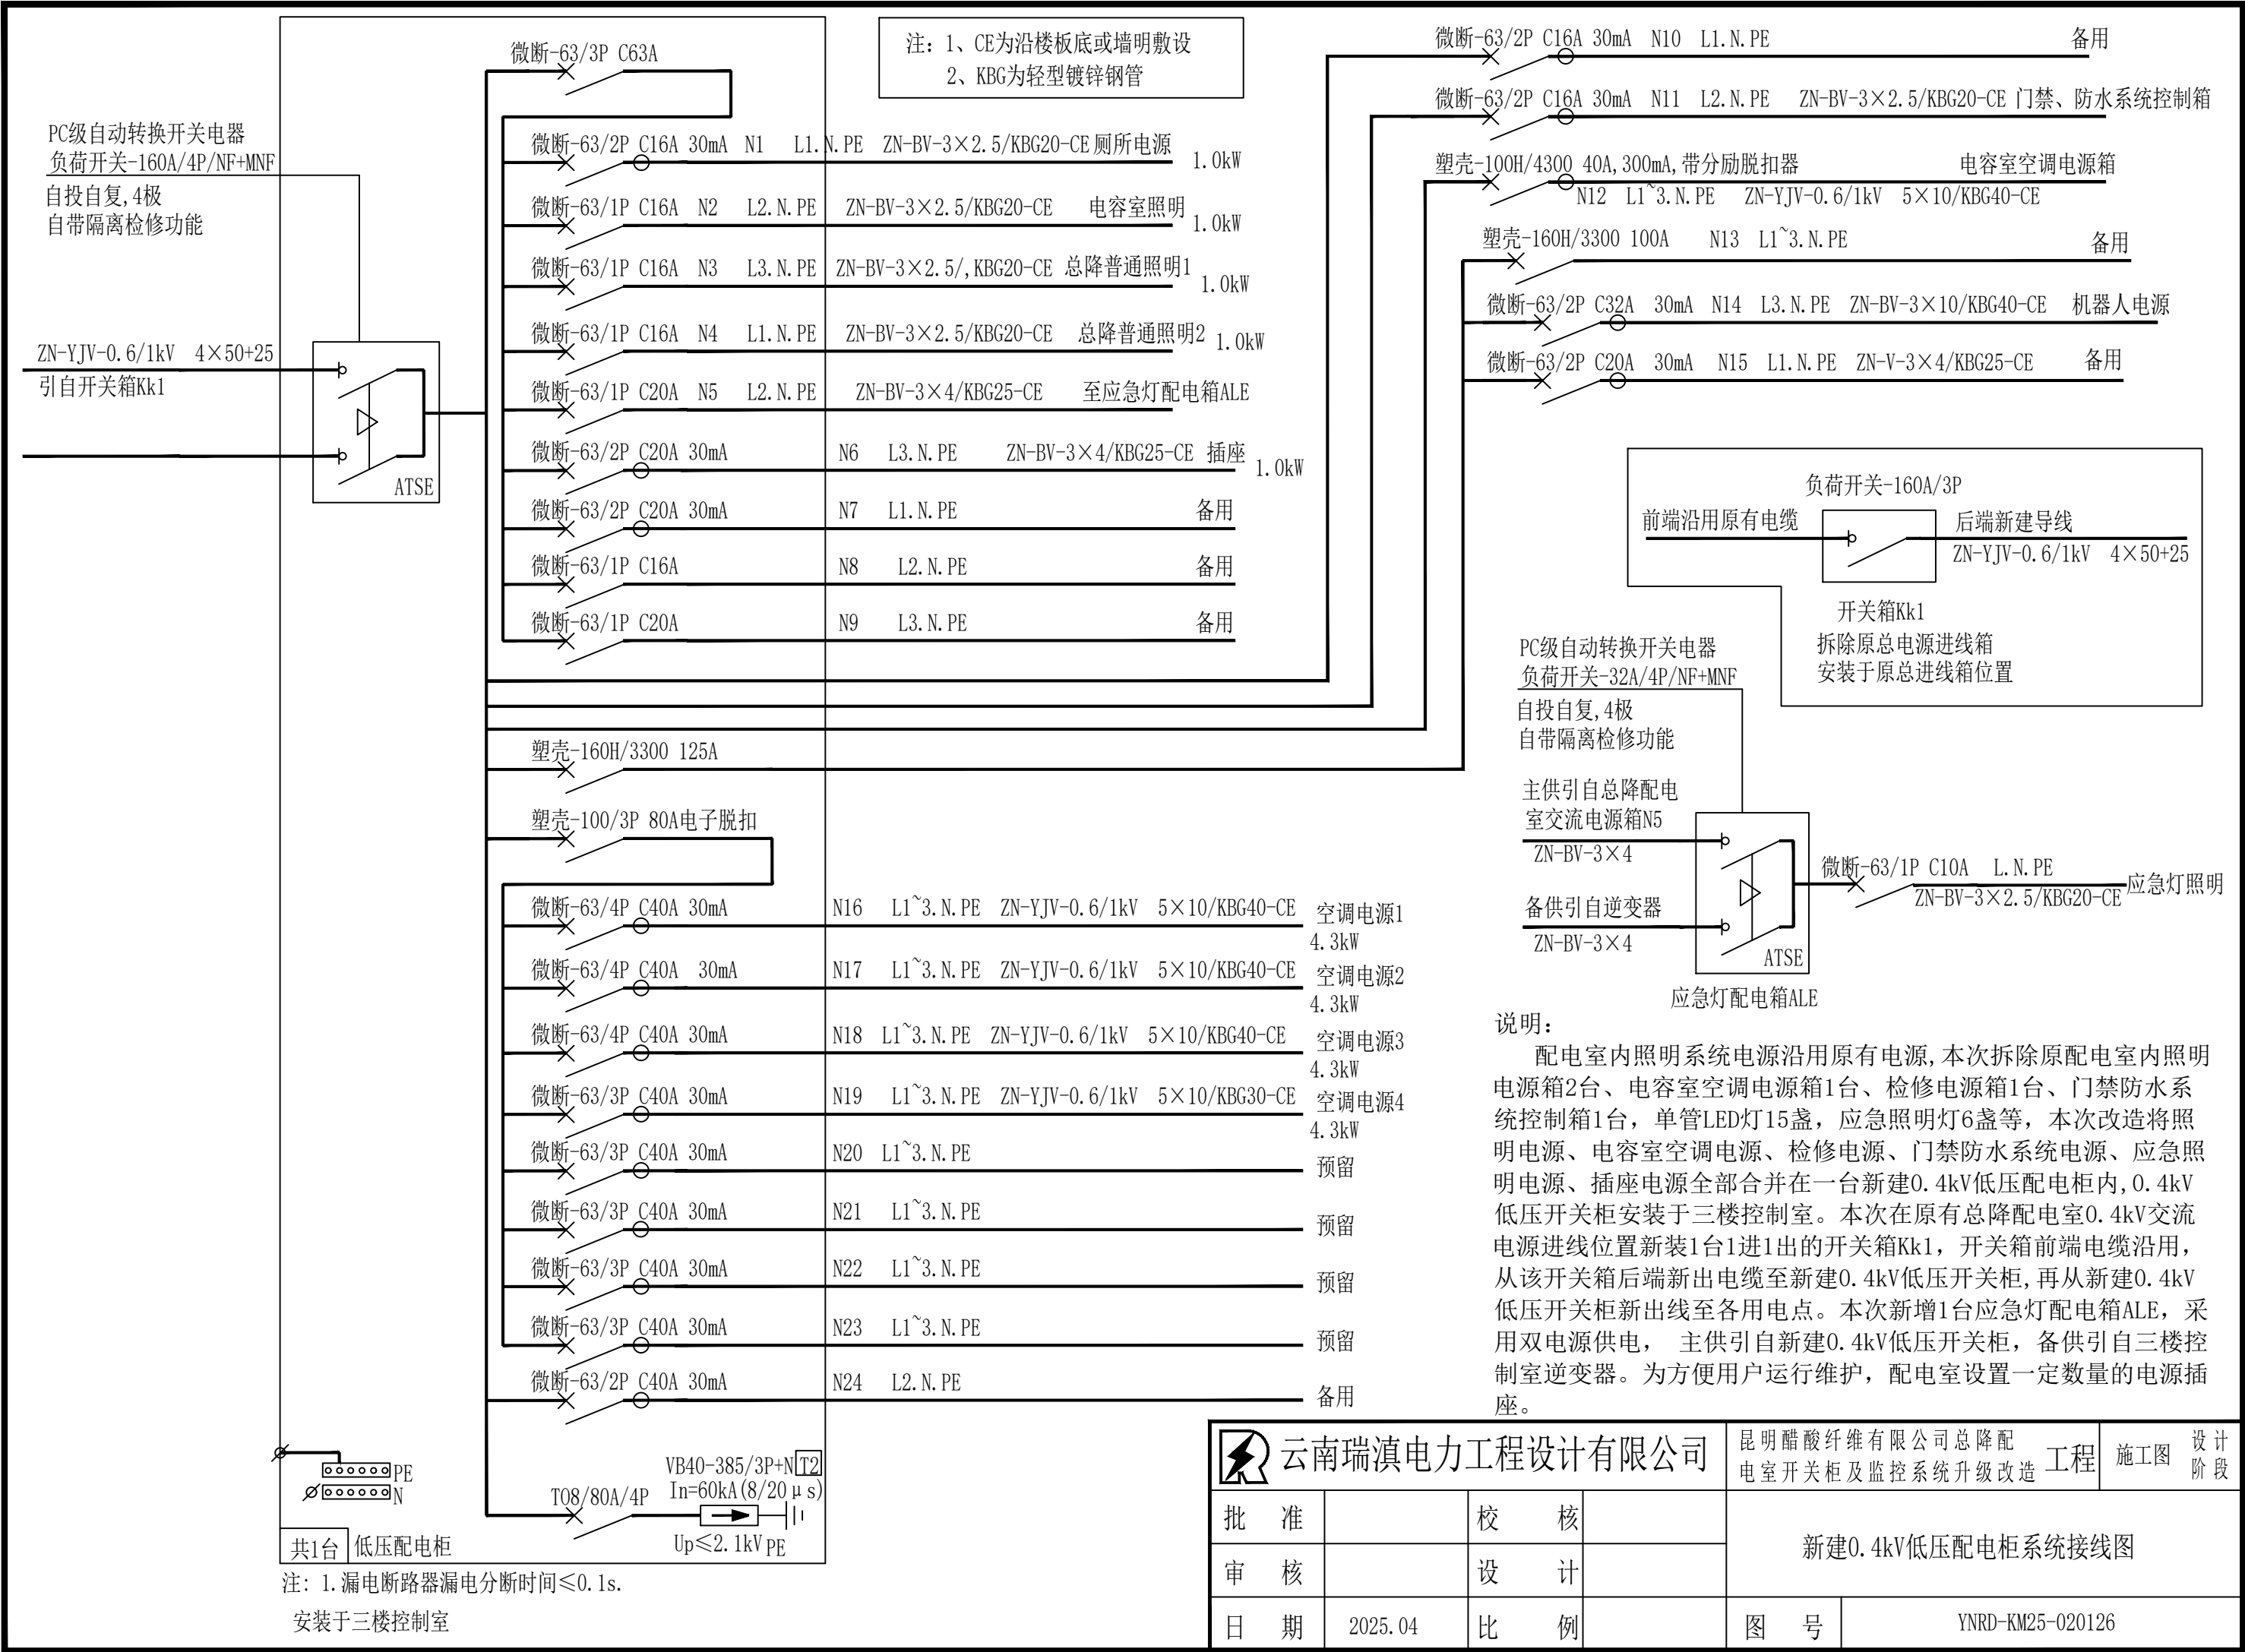 微断-63/3P C63A
注：1、CE为沿楼板底或墙明敷设
2、KBG为轻型镀锌钢管
PC级自动转换开关电器
负荷开关-160A/4P/NF+MNF
自投自复,4极
自带隔离检修功能
ZN-YJV-0.6/1kV 4×50+25
引自开关箱Kk1
ATSE
微断-63/2P C16A 30mA N1 L1.N.PE ZN-BV-3×2.5/KBG20-CE 厕所电源 1.0kW
微断-63/1P C16A N2 L2.N.PE ZN-BV-3×2.5/KBG20-CE 电容室照明 1.0kW
微断-63/1P C16A N3 L3.N.PE ZN-BV-3×2.5/,KBG20-CE 总降普通照明1 1.0kW
微断-63/1P C16A N4 L1.N.PE ZN-BV-3×2.5/KBG20-CE 总降普通照明2 1.0kW
微断-63/1P C20A N5 L2.N.PE ZN-BV-3×4/KBG25-CE 至应急灯配电箱ALE
微断-63/2P C20A 30mA N6 L3.N.PE ZN-BV-3×4/KBG25-CE 插座 1.0kW
微断-63/2P C20A 30mA N7 L1.N.PE 备用
微断-63/1P C16A N8 L2.N.PE 备用
微断-63/1P C20A N9 L3.N.PE 备用
塑壳-160H/3300 125A
塑壳-100/3P 80A电子脱扣
微断-63/4P C40A 30mA N16 L1~3.N.PE ZN-YJV-0.6/1kV 5×10/KBG40-CE 空调电源1
4.3kW
微断-63/4P C40A 30mA N17 L1~3.N.PE ZN-YJV-0.6/1kV 5×10/KBG40-CE 空调电源2
4.3kW
微断-63/4P C40A 30mA N18 L1~3.N.PE ZN-YJV-0.6/1kV 5×10/KBG40-CE 空调电源3
4.3kW
微断-63/3P C40A 30mA N19 L1~3.N.PE ZN-YJV-0.6/1kV 5×10/KBG30-CE 空调电源4
4.3kW
微断-63/3P C40A 30mA N20 L1~3.N.PE 预留
微断-63/3P C40A 30mA N21 L1~3.N.PE 预留
微断-63/3P C40A 30mA N22 L1~3.N.PE 预留
微断-63/3P C40A 30mA N23 L1~3.N.PE 预留
微断-63/2P C40A 30mA N24 L2.N.PE 备用
VB40-385/3P+N T2
In=60kA(8/20μs)
TO8/80A/4P
Up≤2.1kV PE
PE
N
共1台 低压配电柜
注: 1.漏电断路器漏电分断时间≤0.1s.
安装于三楼控制室
微断-63/2P C16A 30mA N10 L1.N.PE 备用
微断-63/2P C16A 30mA N11 L2.N.PE ZN-BV-3×2.5/KBG20-CE 门禁、防水系统控制箱
塑壳-100H/4300 40A,300mA,带分励脱扣器 电容室空调电源箱
N12 L1~3.N.PE ZN-YJV-0.6/1kV 5×10/KBG40-CE
塑壳-160H/3300 100A N13 L1~3.N.PE 备用
微断-63/2P C32A 30mA N14 L3.N.PE ZN-BV-3×10/KBG40-CE 机器人电源
微断-63/2P C20A 30mA N15 L1.N.PE ZN-V-3×4/KBG25-CE 备用
负荷开关-160A/3P
前端沿用原有电缆
后端新建导线
ZN-YJV-0.6/1kV 4×50+25
开关箱Kk1
拆除原总电源进线箱
安装于原总进线箱位置
PC级自动转换开关电器
负荷开关-32A/4P/NF+MNF
自投自复,4极
自带隔离检修功能
主供引自总降配电
室交流电源箱N5
ZN-BV-3×4
备供引自逆变器
ZN-BV-3×4
ATSE
微断-63/1P C10A L.N.PE
ZN-BV-3×2.5/KBG20-CE
应急灯照明
应急灯配电箱ALE
说明：
配电室内照明系统电源沿用原有电源,本次拆除原配电室内照明
电源箱2台、电容室空调电源箱1台、检修电源箱1台、门禁防水系
统控制箱1台，单管LED灯15盏，应急照明灯6盏等，本次改造将照
明电源、电容室空调电源、检修电源、门禁防水系统电源、应急照
明电源、插座电源全部合并在一台新建0.4kV低压配电柜内,0.4kV
低压开关柜安装于三楼控制室。本次在原有总降配电室0.4kV交流
电源进线位置新装1台1进1出的开关箱Kk1，开关箱前端电缆沿用，
从该开关箱后端新出电缆至新建0.4kV低压开关柜,再从新建0.4kV
低压开关柜新出线至各用电点。本次新增1台应急灯配电箱ALE，采
用双电源供电， 主供引自新建0.4kV低压开关柜，备供引自三楼控
制室逆变器。为方便用户运行维护，配电室设置一定数量的电源插
座。
云南瑞滇电力工程设计有限公司
昆明醋酸纤维有限公司总降配
电室开关柜及监控系统升级改造 工程
施工图
设计
阶段
批 准
校 核
审 核
设 计
日 期 2025.04
比 例
新建0.4kV低压配电柜系统接线图
图 号 YNRD-KM25-020126